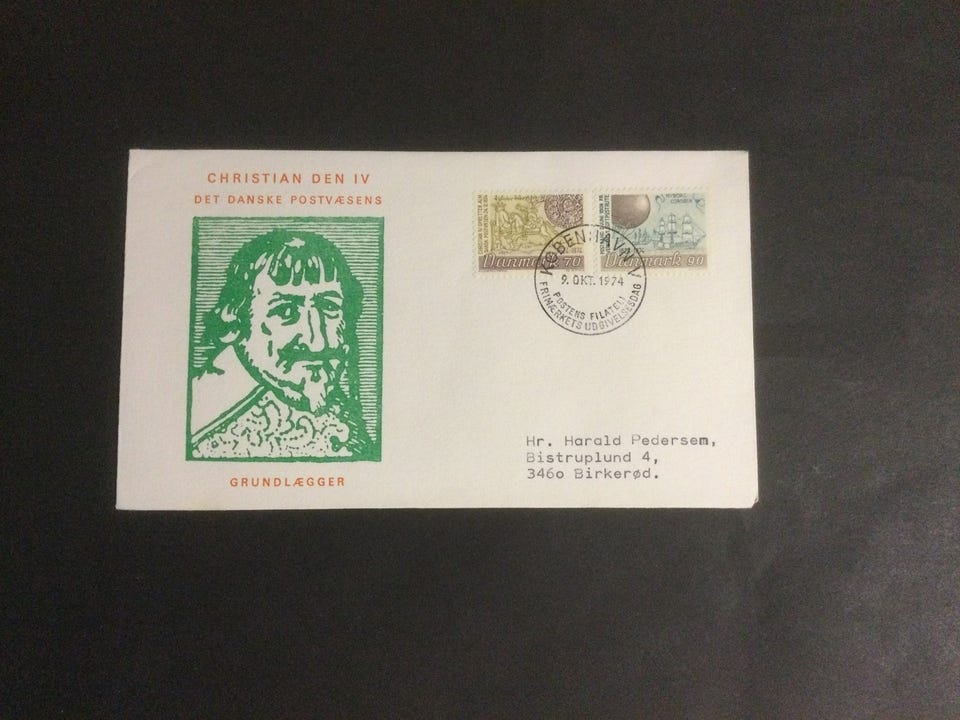 CHRISTIAN DEN IV
DET DANSKE POSTVÆSENS
GRUNDLÆGGER
Danmark 70
Danmark 90
KØBENHAVN V
9. OKT. 1974
POSTENS FILATELI
FRIMÆRKETS UDGIVELSESDAG
Hr. Harald Pedersem,
Bistruplund 4,
346o Birkerød.